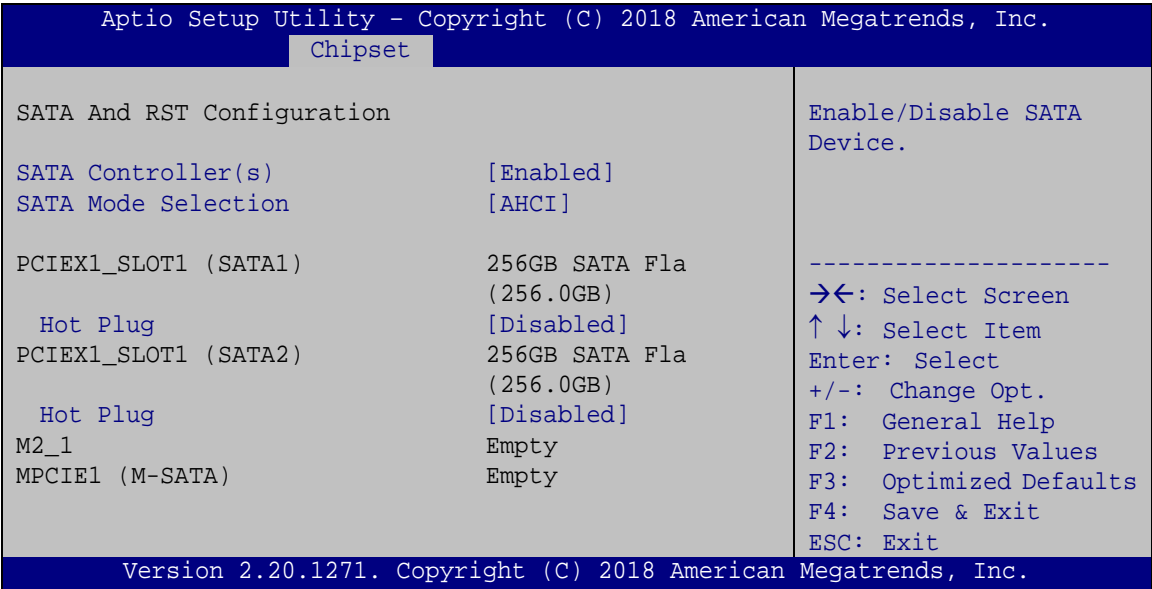 Aptio Setup Utility – Copyright (C) 2018 American Megatrends, Inc.
Chipset
SATA And RST Configuration
SATA Controller(s) [Enabled]
SATA Mode Selection [AHCI]
PCIEX1_SLOT1 (SATA1) 256GB SATA Fla
(256.0GB)
Hot Plug [Disabled]
PCIEX1_SLOT1 (SATA2) 256GB SATA Fla
(256.0GB)
Hot Plug [Disabled]
M2_1 Empty
MPCIE1 (M-SATA) Empty
Enable/Disable SATA
Device.
---------------------
→←: Select Screen
↑ ↓: Select Item
Enter: Select
+/-: Change Opt.
F1: General Help
F2: Previous Values
F3: Optimized Defaults
F4: Save & Exit
ESC: Exit
Version 2.20.1271. Copyright (C) 2018 American Megatrends, Inc.